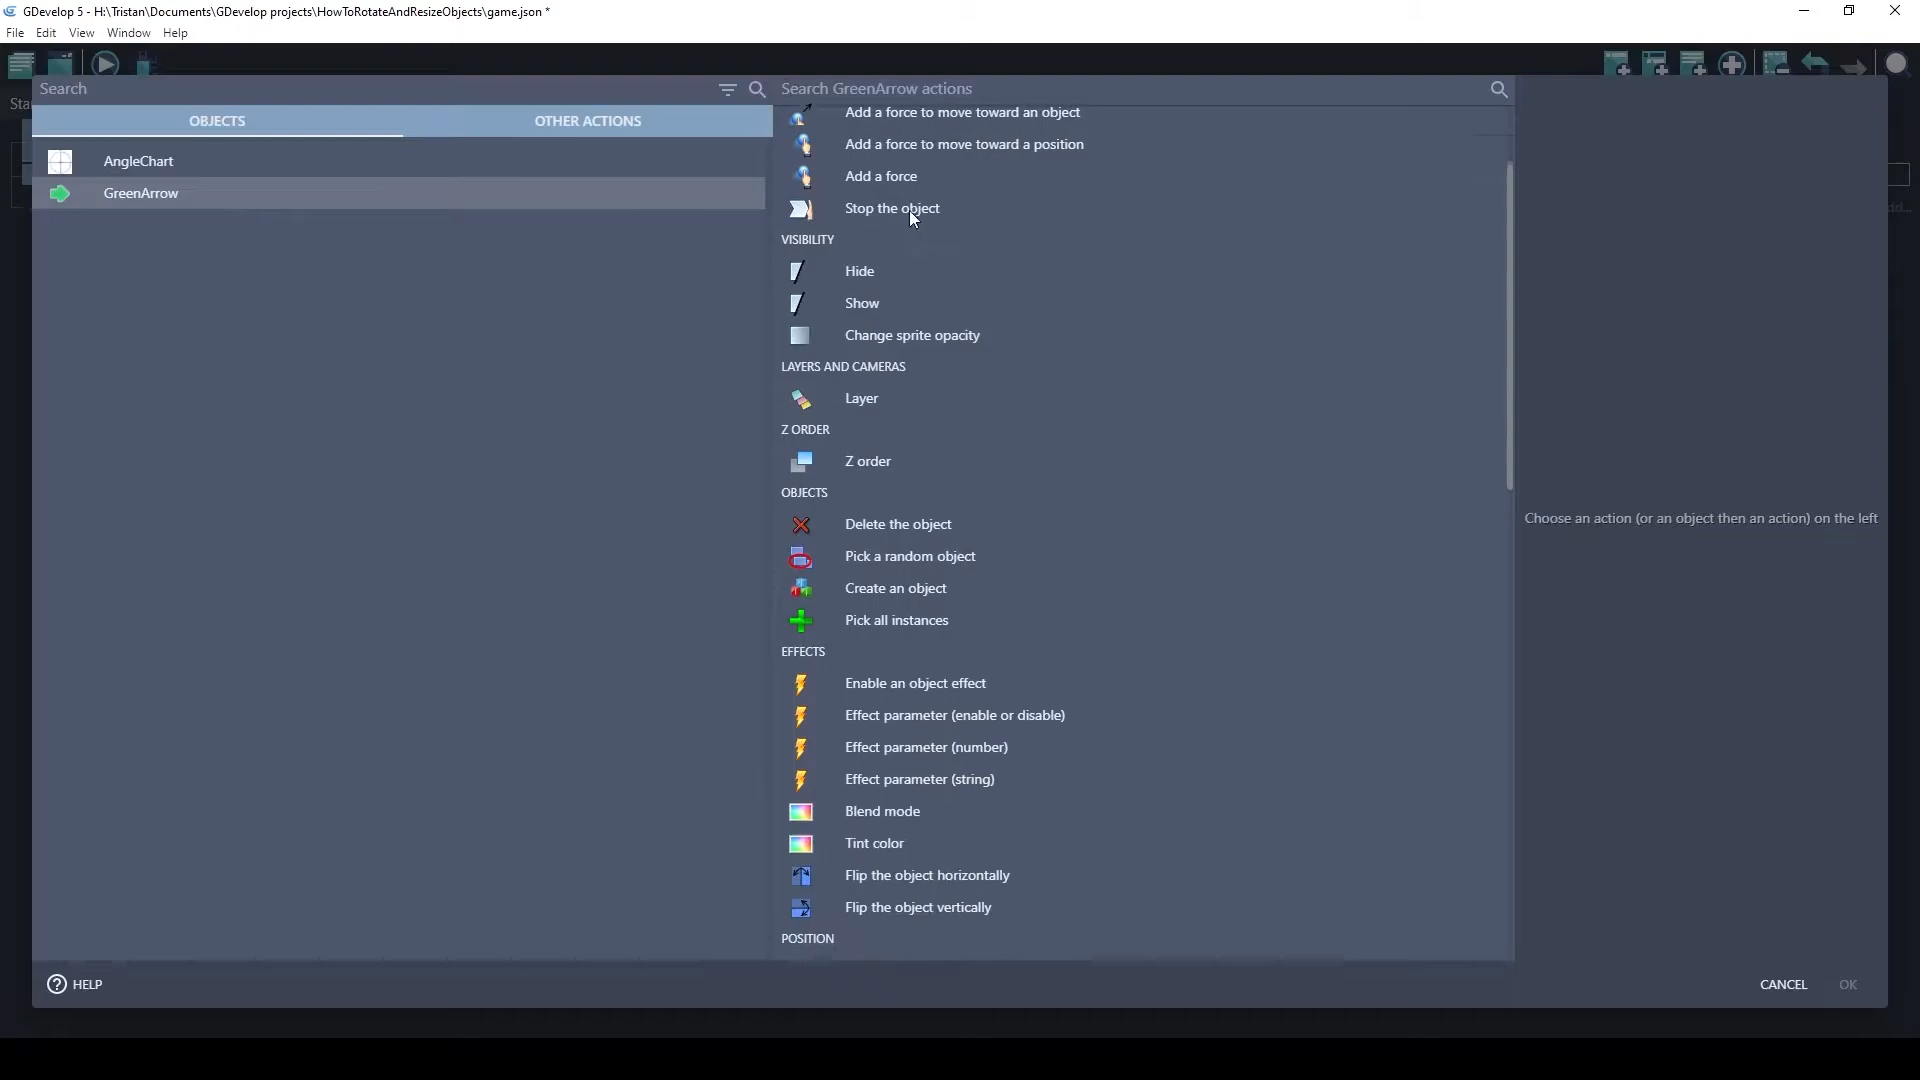 GDevelop 5 - H:\Tristan\Documents\GDevelop projects\HowToRotateAndResizeObjects\game.json *
File Edit View Window Help
Search
Search GreenArrow actions
OBJECTS
OTHER ACTIONS
AngleChart
GreenArrow
Add a force to move toward an object
Add a force to move toward a position
Add a force
Stop the object
VISIBILITY
Hide
Show
Change sprite opacity
LAYERS AND CAMERAS
Layer
Z ORDER
Z order
OBJECTS
Delete the object
Pick a random object
Create an object
Pick all instances
EFFECTS
Enable an object effect
Effect parameter (enable or disable)
Effect parameter (number)
Effect parameter (string)
Blend mode
Tint color
Flip the object horizontally
Flip the object vertically
POSITION
Choose an action (or an object then an action) on the left
HELP
CANCEL
OK